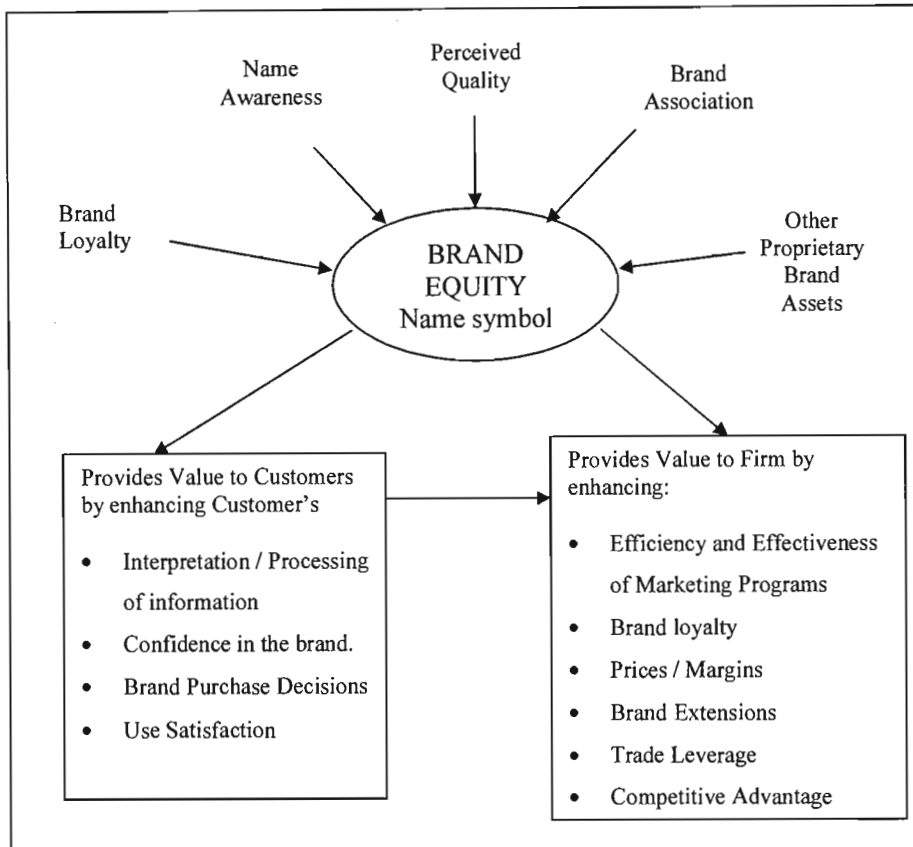 Perceived
Quality
Name
Awareness
Brand
Association
Brand
Loyalty
Other
Proprietary
Brand
Assets
BRAND
EQUITY
Name symbol
Provides Value to Customers
by enhancing Customer's
• Interpretation / Processing
of information
• Confidence in the brand.
• Brand Purchase Decisions
• Use Satisfaction
Provides Value to Firm by
enhancing:
• Efficiency and Effectiveness
of Marketing Programs
• Brand loyalty
• Prices / Margins
• Brand Extensions
• Trade Leverage
• Competitive Advantage